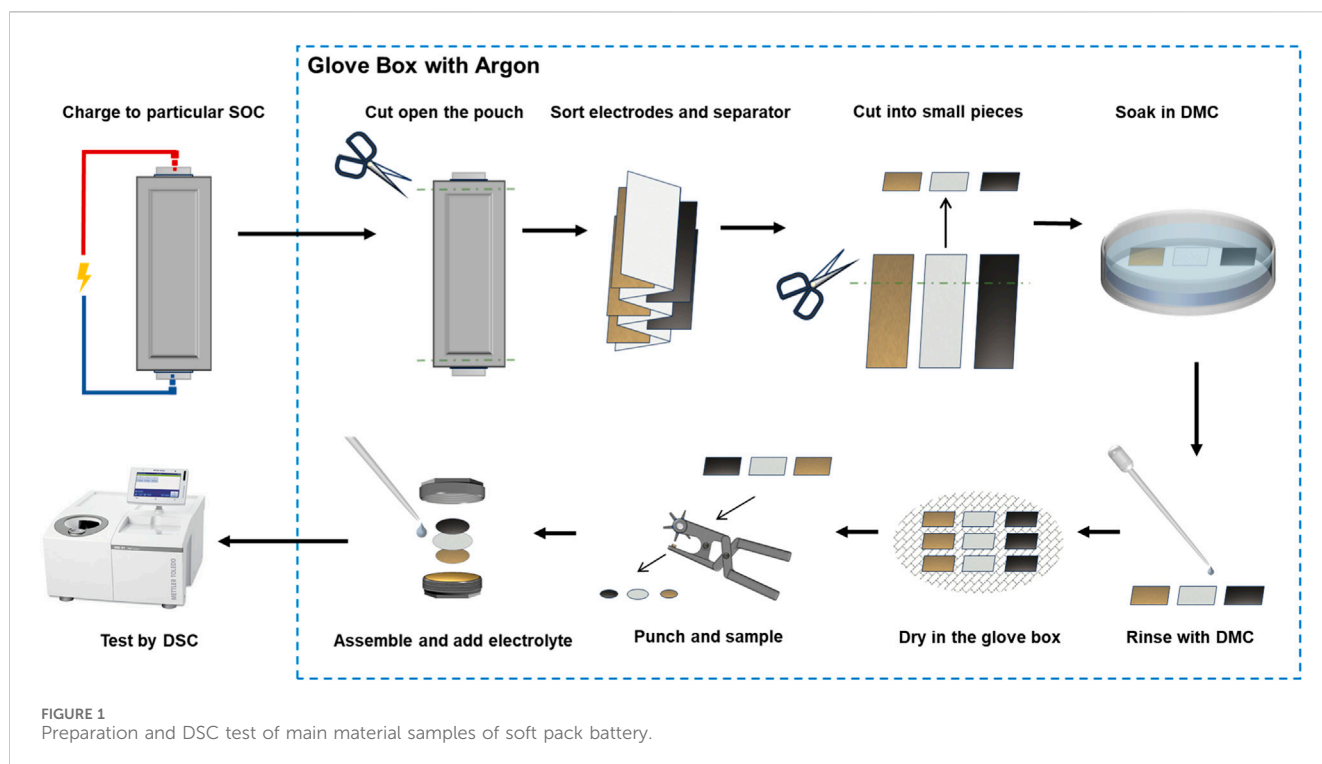 Glove Box with Argon
Charge to particular SOC
Cut open the pouch
Sort electrodes and separator
Cut into small pieces
Soak in DMC
METTLER TOLEDO
Test by DSC
Assemble and add electrolyte
Punch and sample
Dry in the glove box
Rinse with DMC
FIGURE 1
Preparation and DSC test of main material samples of soft pack battery.